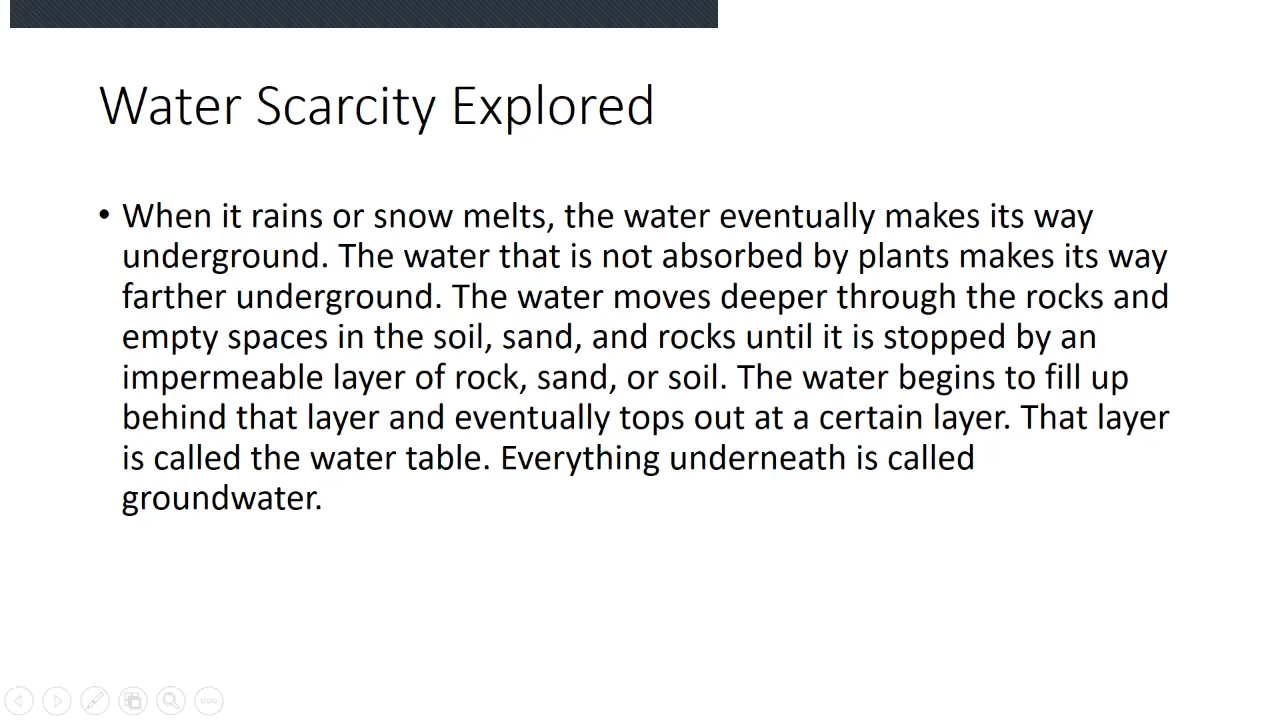 Water Scarcity Explored
• When it rains or snow melts, the water eventually makes its way
underground. The water that is not absorbed by plants makes its way
farther underground. The water moves deeper through the rocks and
empty spaces in the soil, sand, and rocks until it is stopped by an
impermeable layer of rock, sand, or soil. The water begins to fill up
behind that layer and eventually tops out at a certain layer. That layer
is called the water table. Everything underneath is called
groundwater.